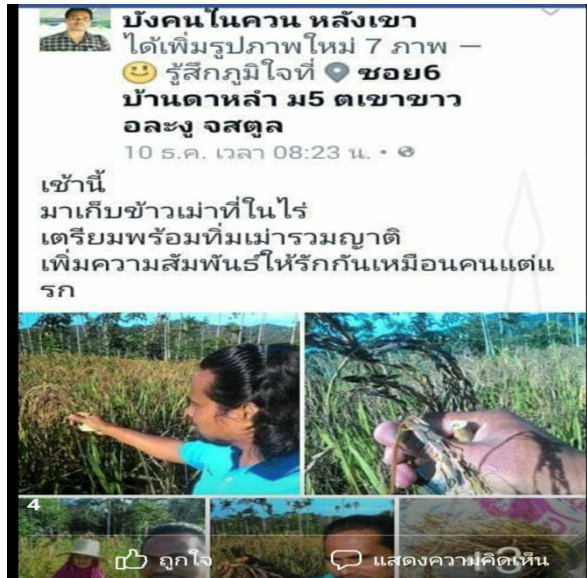 บังคนในควน หลังเขา
ได้เพิ่มรูปภาพใหม่ 7 ภาพ —
รู้สึกภูมิใจที่ ซอย6
บ้านดาหลำ ม5 ตเขาขาว
อละงู จสตูล
10 ธ.ค. เวลา 08:23 น. •
เช้านี้
มาเก็บข้าวเม่าที่ในไร่
เตรียมพร้อมทิ่มเม่ารวมญาติ
เพิ่มความสัมพันธ์ให้รักกันเหมือนคนแต่แ
รก
4
+3
ถูกใจ
แสดงความคิดเห็น